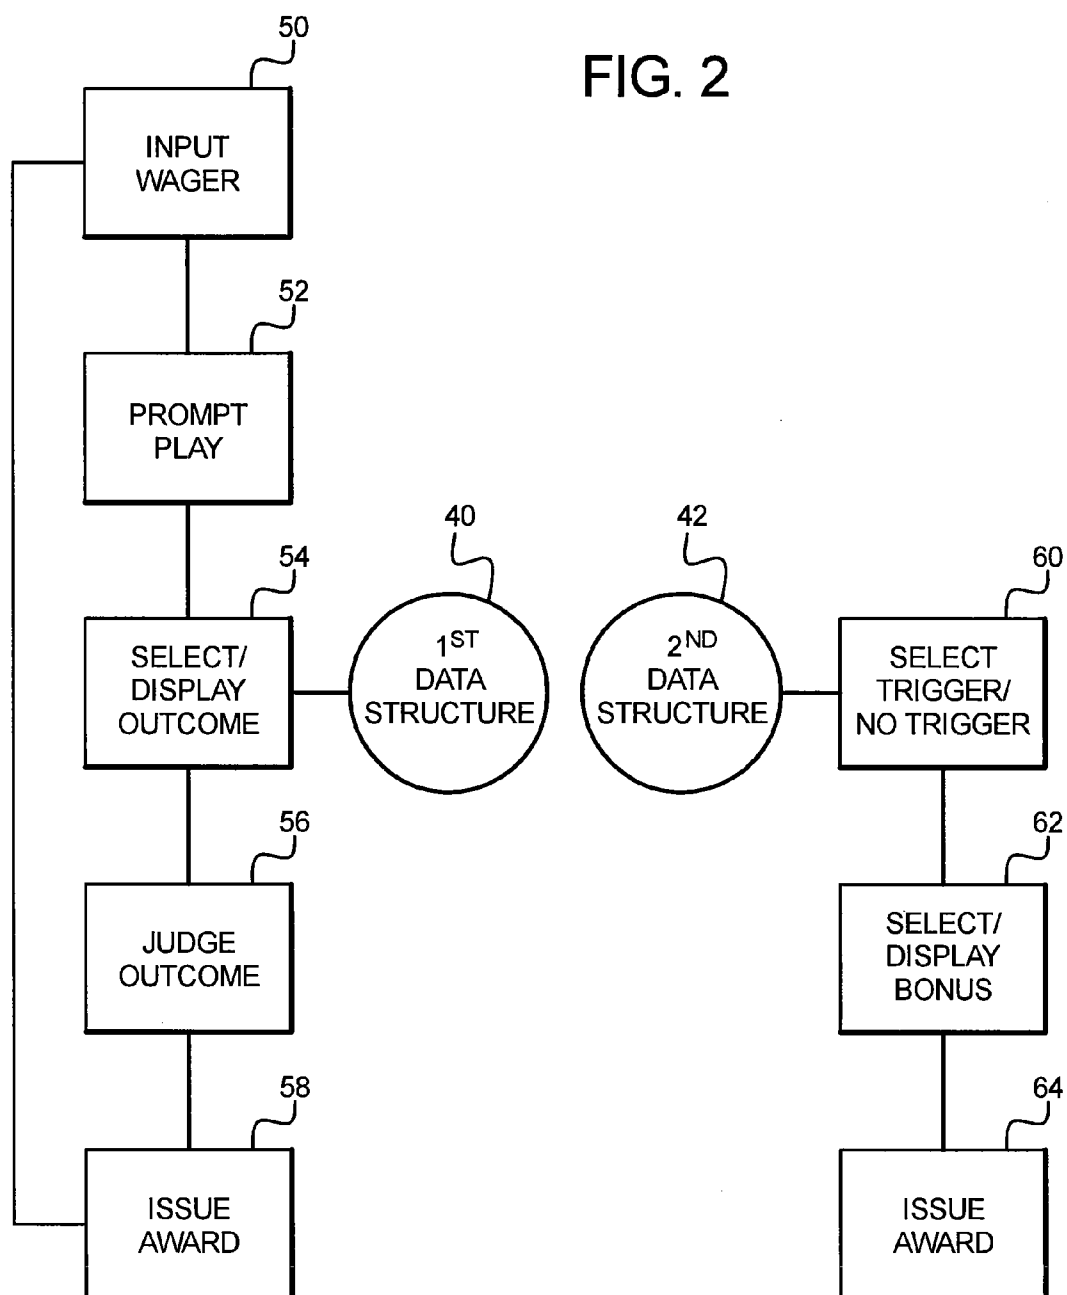 FIG. 2
50
INPUT
WAGER
52
PROMPT
PLAY
54
SELECT/
DISPLAY
OUTCOME
40
1ST
DATA
STRUCTURE
42
2ND
DATA
STRUCTURE
60
SELECT
TRIGGER/
NO TRIGGER
56
JUDGE
OUTCOME
62
SELECT/
DISPLAY
BONUS
58
ISSUE
AWARD
64
ISSUE
AWARD